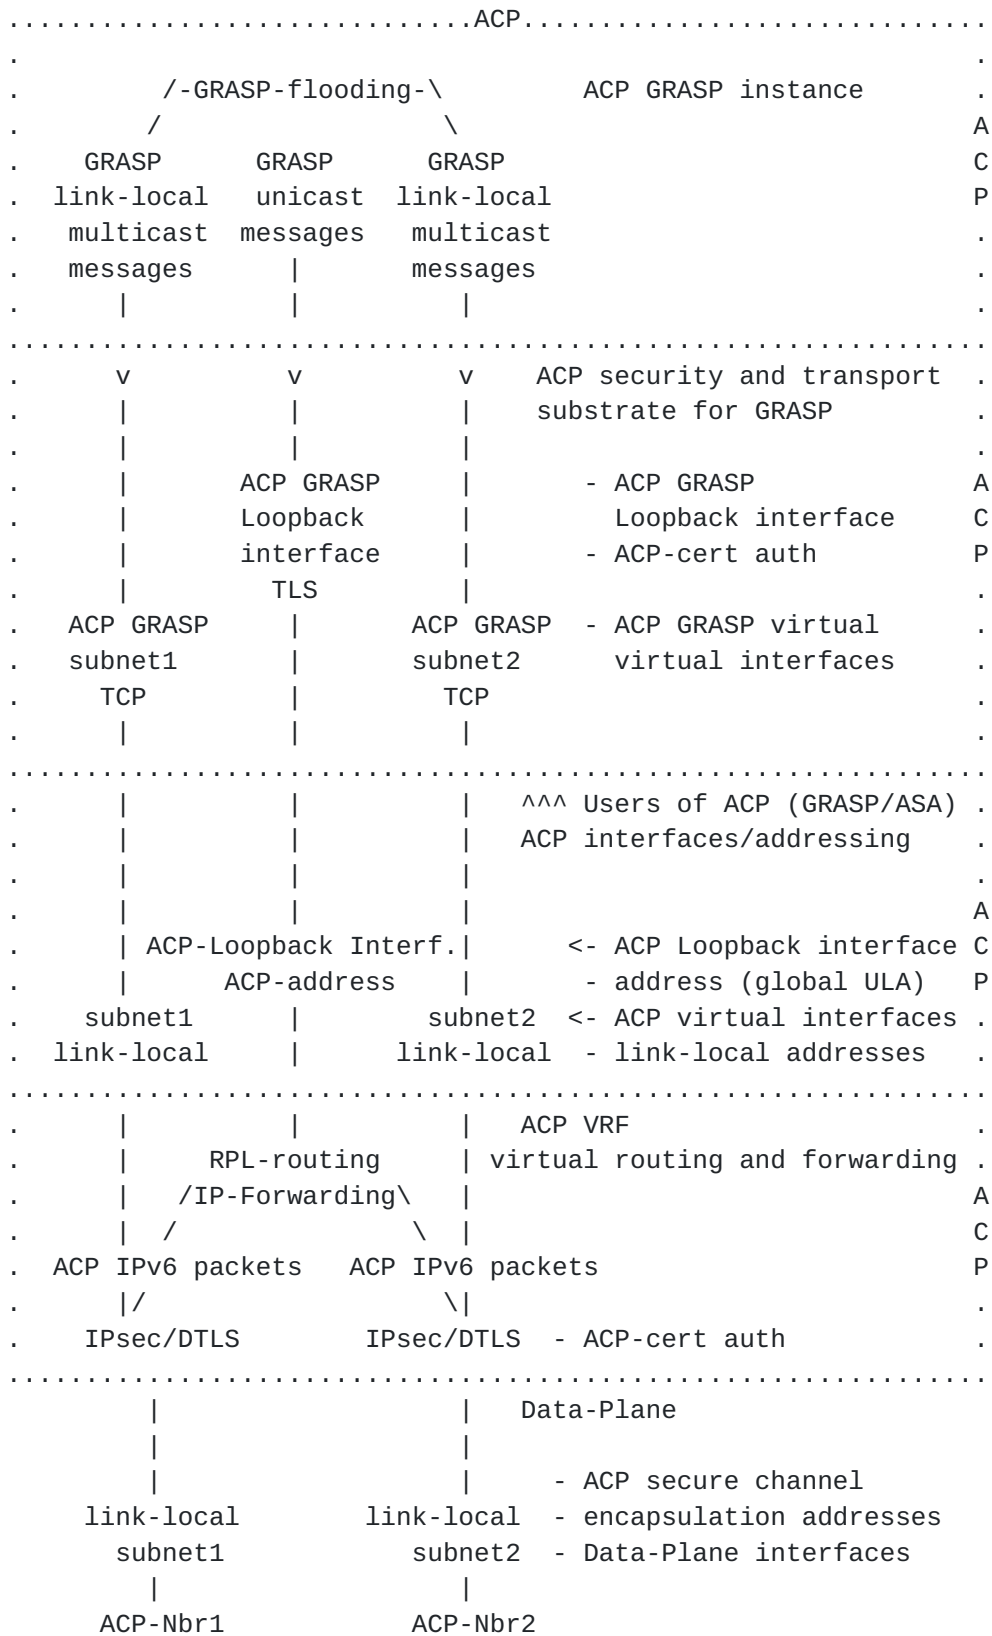 ..............................ACP..............................
.                                                             .
.         /-GRASP-flooding-\         ACP GRASP instance       .
.        /                  \                                 A
.    GRASP      GRASP      GRASP                              C
.  link-local   unicast  link-local                           P
.   multicast  messages   multicast                           .
.   messages      |       messages                            .
.      |          |          |                                .
...............................................................
.      v          v          v    ACP security and transport  .
.      |          |          |    substrate for GRASP         .
.      |          |          |                                .
.      |       ACP GRASP     |       - ACP GRASP              A
.      |       Loopback      |         Loopback interface     C
.      |       interface     |       - ACP-cert auth          P
.      |         TLS         |                                .
.   ACP GRASP     |       ACP GRASP  - ACP GRASP virtual      .
.   subnet1       |       subnet2      virtual interfaces     .
.     TCP         |         TCP                               .
.      |          |          |                                .
...............................................................
.      |          |          |   ^^^ Users of ACP (GRASP/ASA) .
.      |          |          |   ACP interfaces/addressing    .
.      |          |          |                                .
.      |          |          |                                A
.      | ACP-Loopback Interf.|      <- ACP Loopback interface C
.      |      ACP-address    |       - address (global ULA)   P
.    subnet1      |        subnet2  <- ACP virtual interfaces .
.  link-local     |      link-local  - link-local addresses   .
...............................................................
.      |          |          |   ACP VRF                      .
.      |     RPL-routing     | virtual routing and forwarding .
.      |   /IP-Forwarding\   |                                A
.      |  /               \  |                                C
.  ACP IPv6 packets   ACP IPv6 packets                        P
.      |/                   \|                                .
.    IPsec/DTLS        IPsec/DTLS  - ACP-cert auth            .
...............................................................
         |                   |   Data-Plane
         |                   |
         |                   |     - ACP secure channel
     link-local        link-local  - encapsulation addresses
       subnet1            subnet2  - Data-Plane interfaces
         |                   |
      ACP-Nbr1            ACP-Nbr2